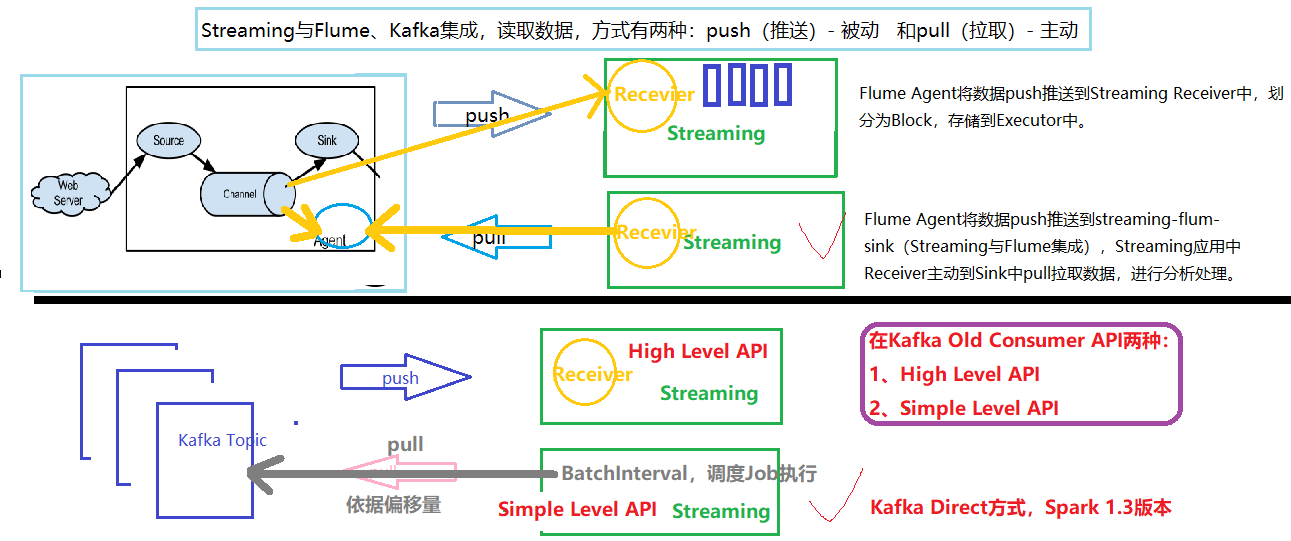 Streaming与Flume、Kafka集成，读取数据，方式有两种：push（推送）- 被动 和pull（拉取）- 主动
Source
Sink
Web
Server
Channel
Agent
push
Recevier
Streaming
Flume Agent将数据push推送到Streaming Receiver中，划
分为Block，存储到Executor中。
pull
Recevier
Streaming
Flume Agent将数据push推送到streaming-flum-
sink（Streaming与Flume集成），Streaming应用中
Receiver主动到Sink中pull拉取数据，进行分析处理。
Kafka Topic
push
High Level API
Receiver
Streaming
在Kafka Old Consumer API两种：
1、High Level API
2、Simple Level API
pull
依据偏移量
BatchInterval，调度Job执行
Simple Level API
Streaming
Kafka Direct方式，Spark 1.3版本